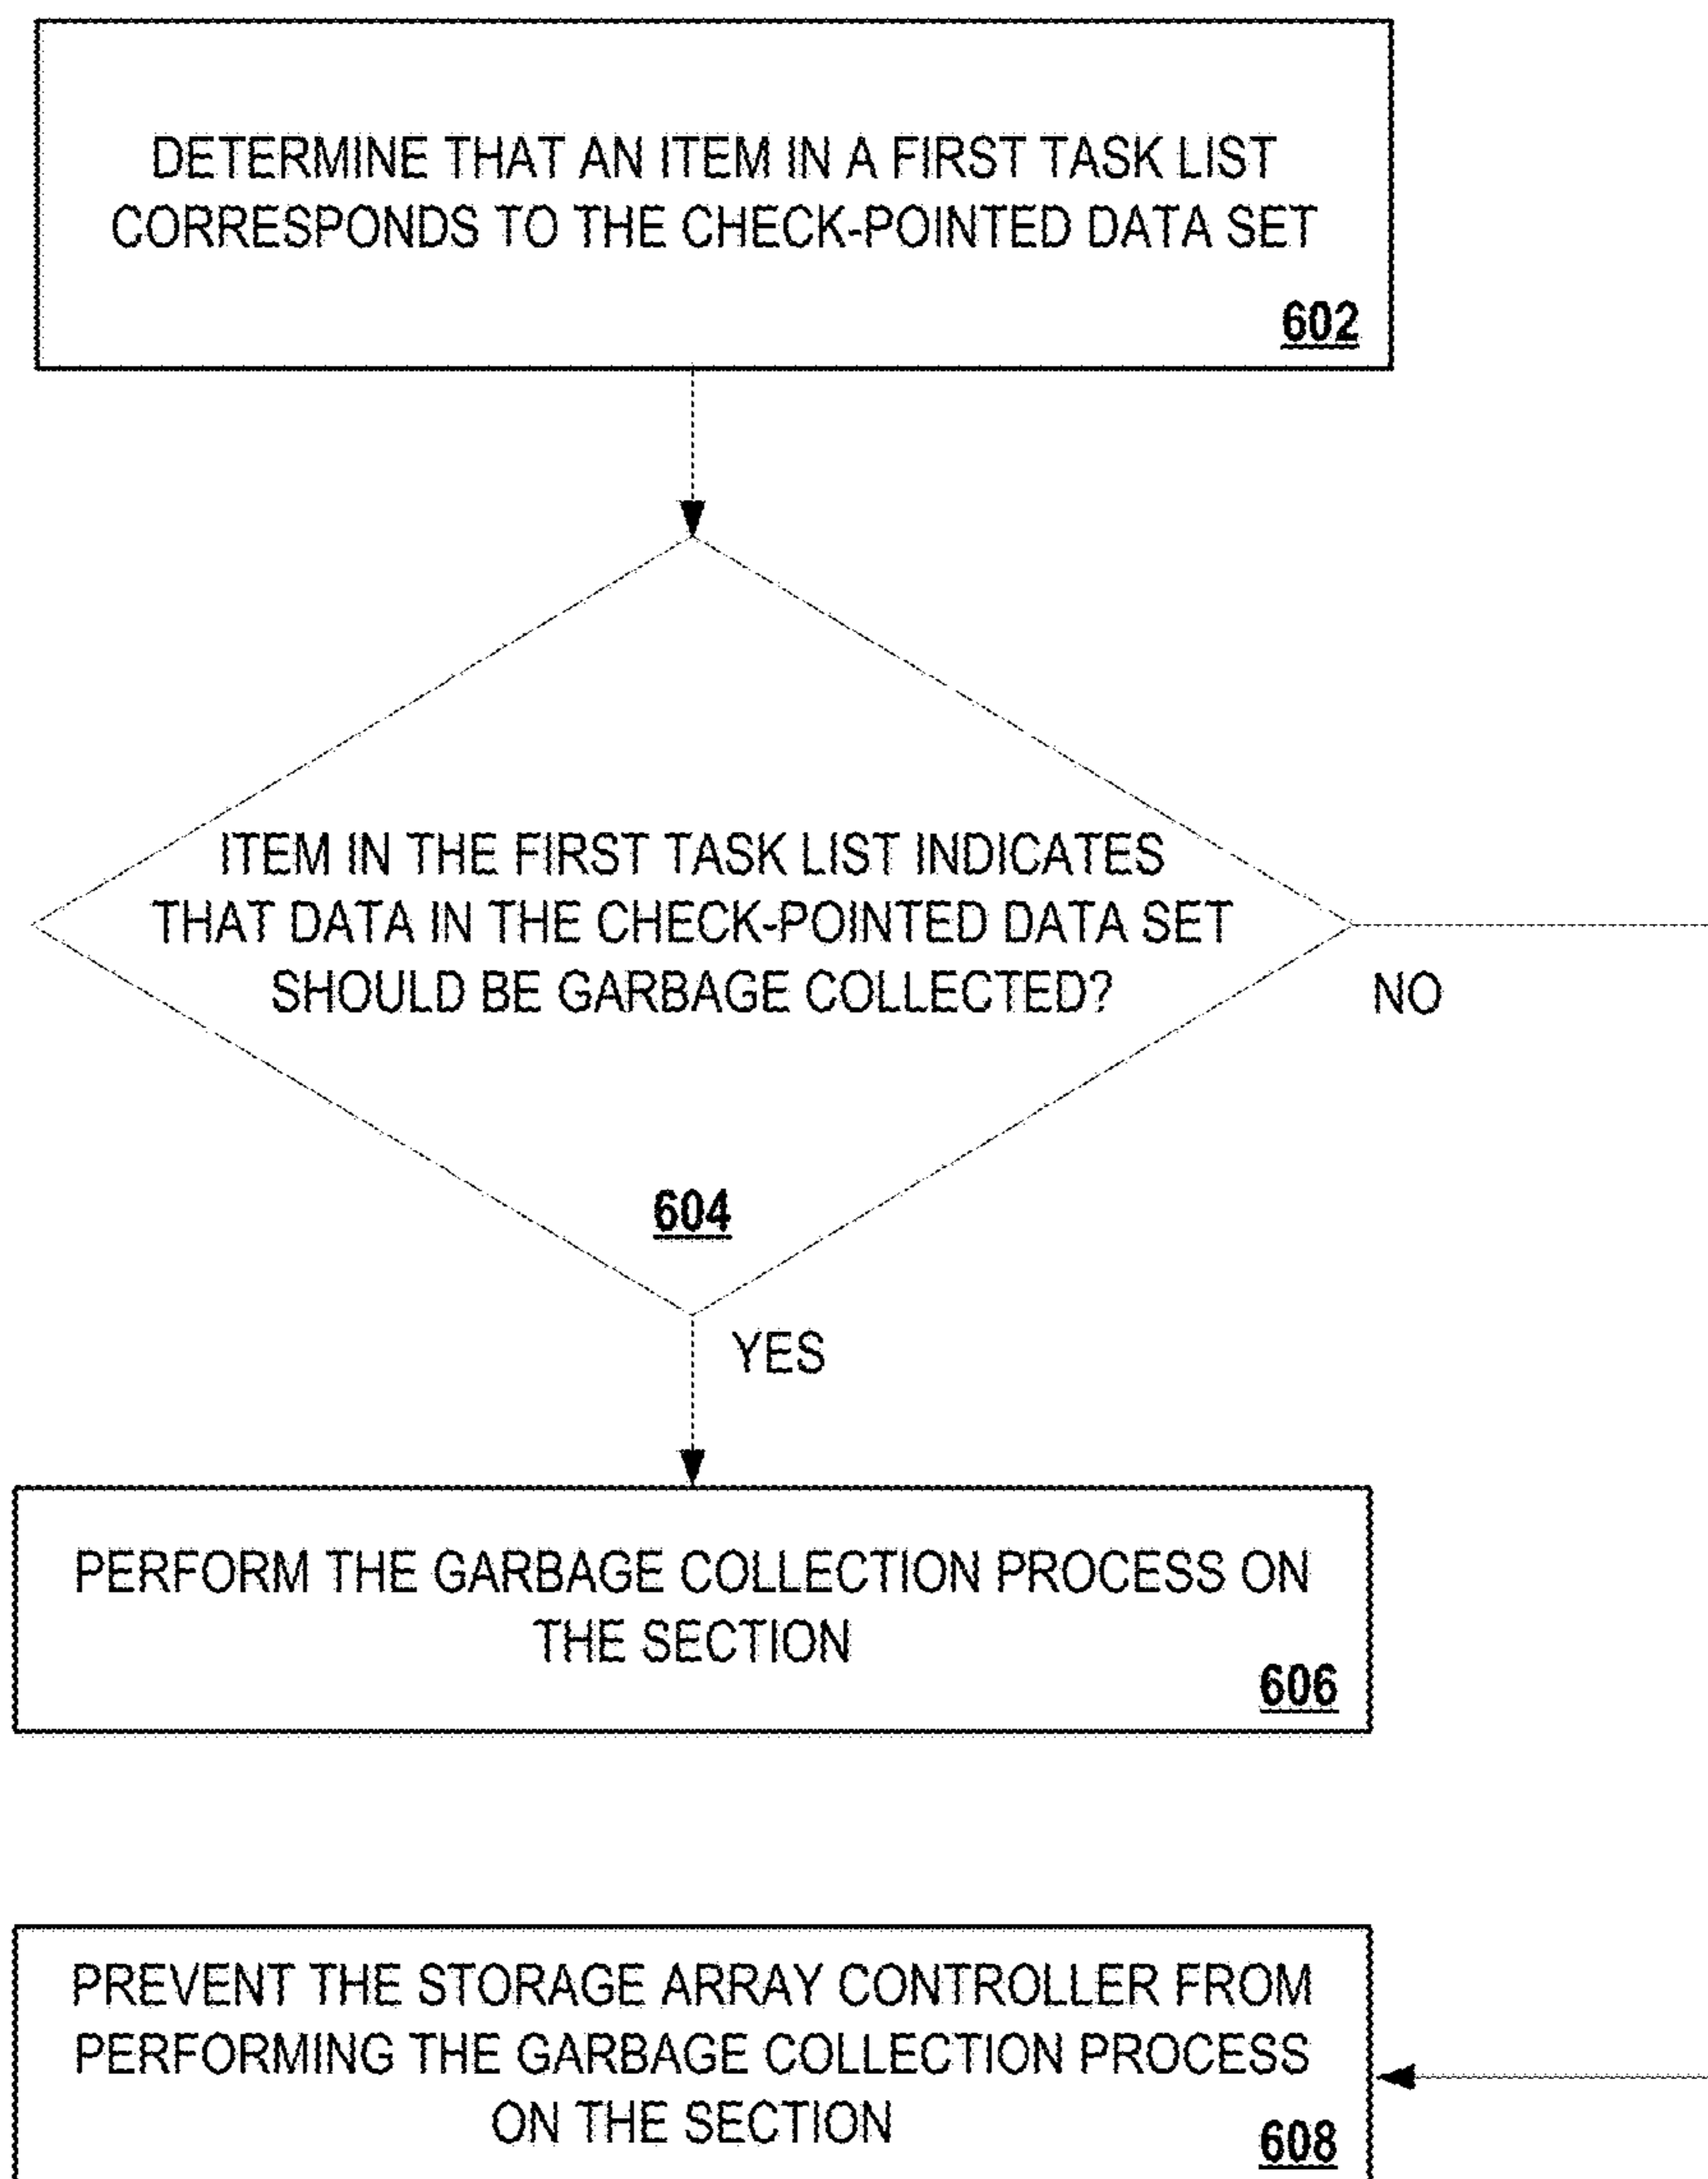 DETERMINE THAT AN ITEM IN A FIRST TASK LIST
CORRESPONDS TO THE CHECK-POINTED DATA SET
602
ITEM IN THE FIRST TASK LIST INDICATES
THAT DATA IN THE CHECK-POINTED DATA SET
SHOULD BE GARBAGE COLLECTED?
NO
604
YES
PERFORM THE GARBAGE COLLECTION PROCESS ON
THE SECTION
606
PREVENT THE STORAGE ARRAY CONTROLLER FROM
PERFORMING THE GARBAGE COLLECTION PROCESS
ON THE SECTION
608